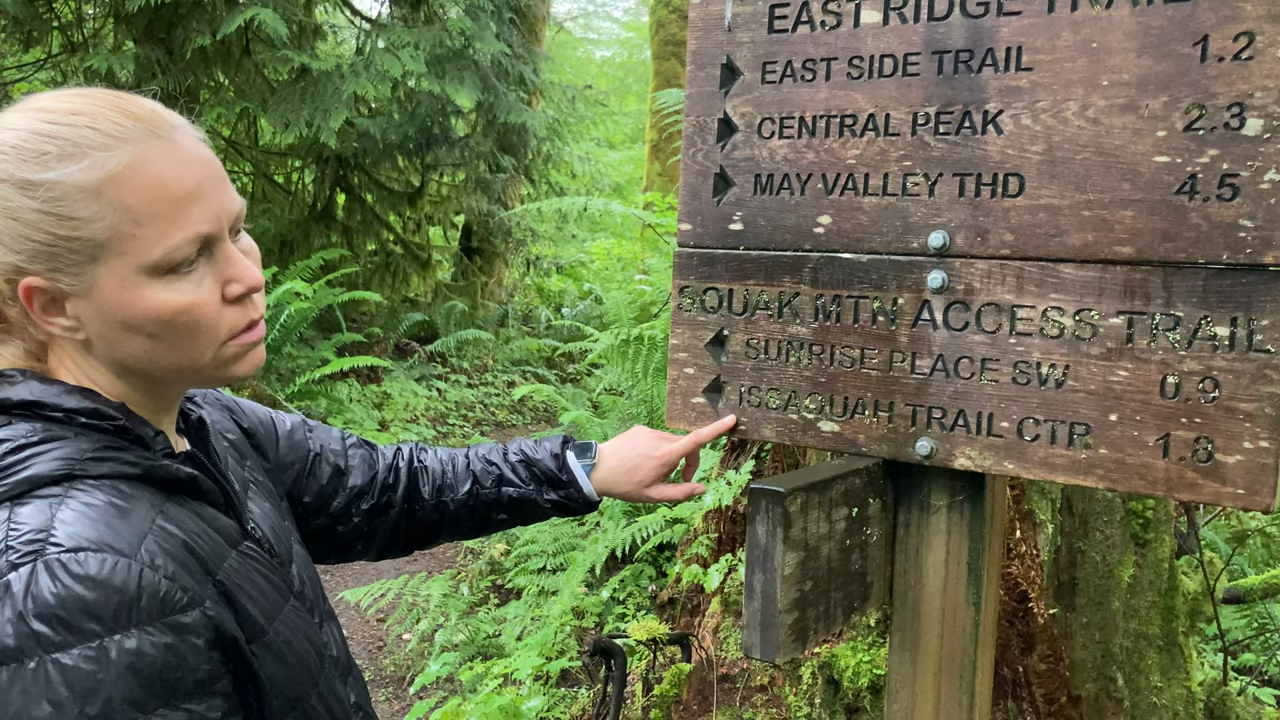 EAST RIDGE TRAIL
EAST SIDE TRAIL 1.2
CENTRAL PEAK 2.3
MAY VALLEY THD 4.5
SQUAK MTN ACCESS TRAIL
SUNRISE PLACE SW 0.9
ISSAQUAH TRAIL CTR 1.8